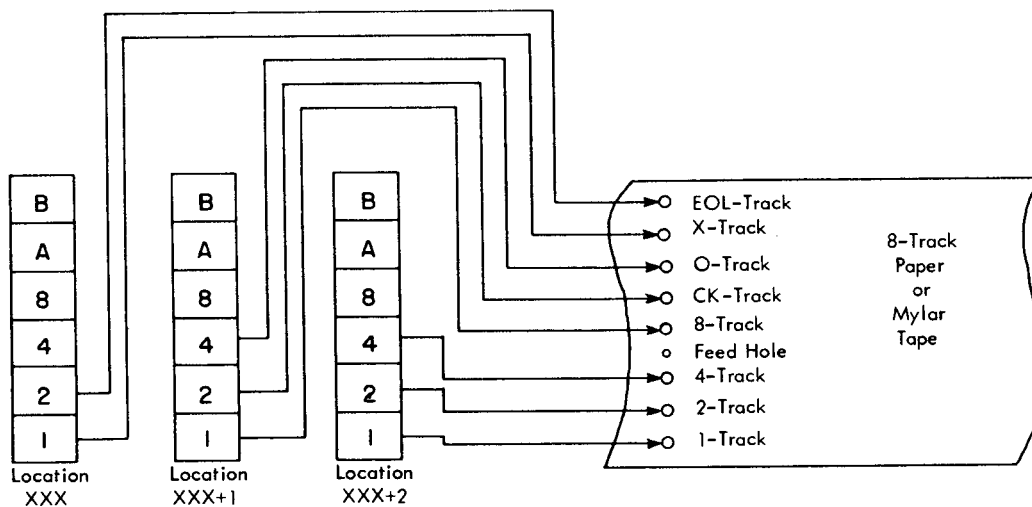 B
A
8
4
2
1
Location
XXX
B
A
8
4
2
1
Location
XXX+1
B
A
8
4
2
1
Location
XXX+2
EOL-Track
X-Track
O-Track
CK-Track
8-Track
Feed Hole
4-Track
2-Track
1-Track
8-Track
Paper
or
Mylar
Tape